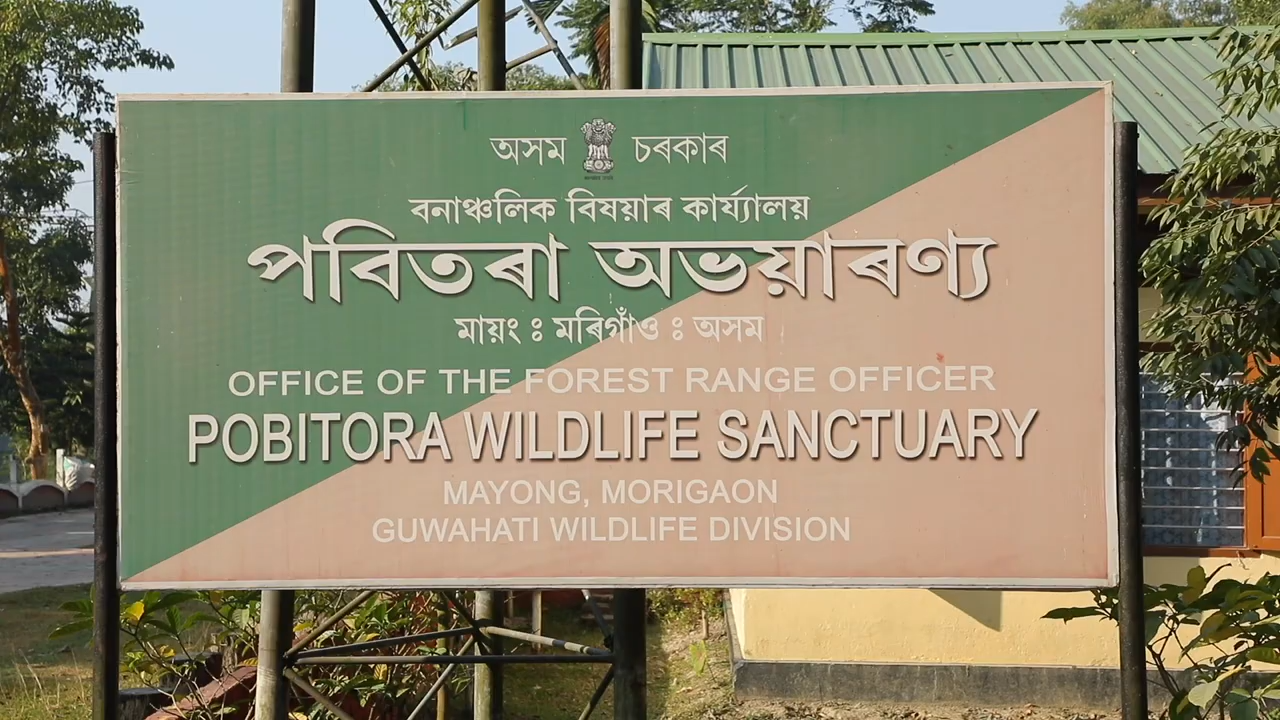 অসম চৰকাৰ
বনাঞ্চলিক বিষয়াৰ কাৰ্য্যালয়
পবিতৰা অভয়াৰণ্য
মায়ং ঃ মৰিগাঁও ঃ অসম
OFFICE OF THE FOREST RANGE OFFICER
POBITORA WILDLIFE SANCTUARY
MAYONG, MORIGAON
GUWAHATI WILDLIFE DIVISION